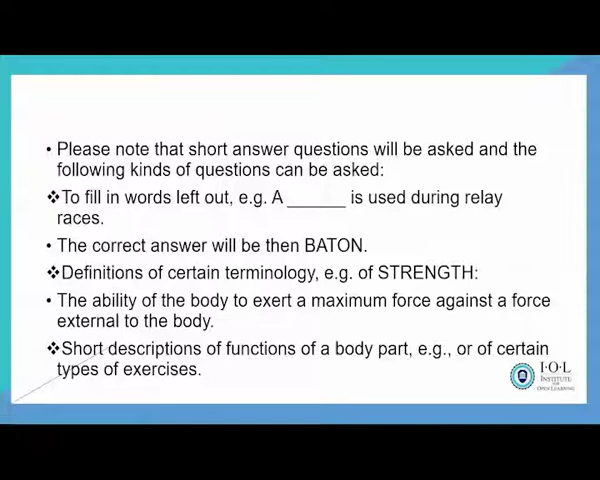 • Please note that short answer questions will be asked and the
following kinds of questions can be asked:
❖To fill in words left out, e.g. A ______ is used during relay
races.
• The correct answer will be then BATON.
❖Definitions of certain terminology, e.g. of STRENGTH:
• The ability of the body to exert a maximum force against a force
external to the body.
❖Short descriptions of functions of a body part, e.g., or of certain
types of exercises.
I·O·L
INSTITUTE
FOR
OPEN LEARNING